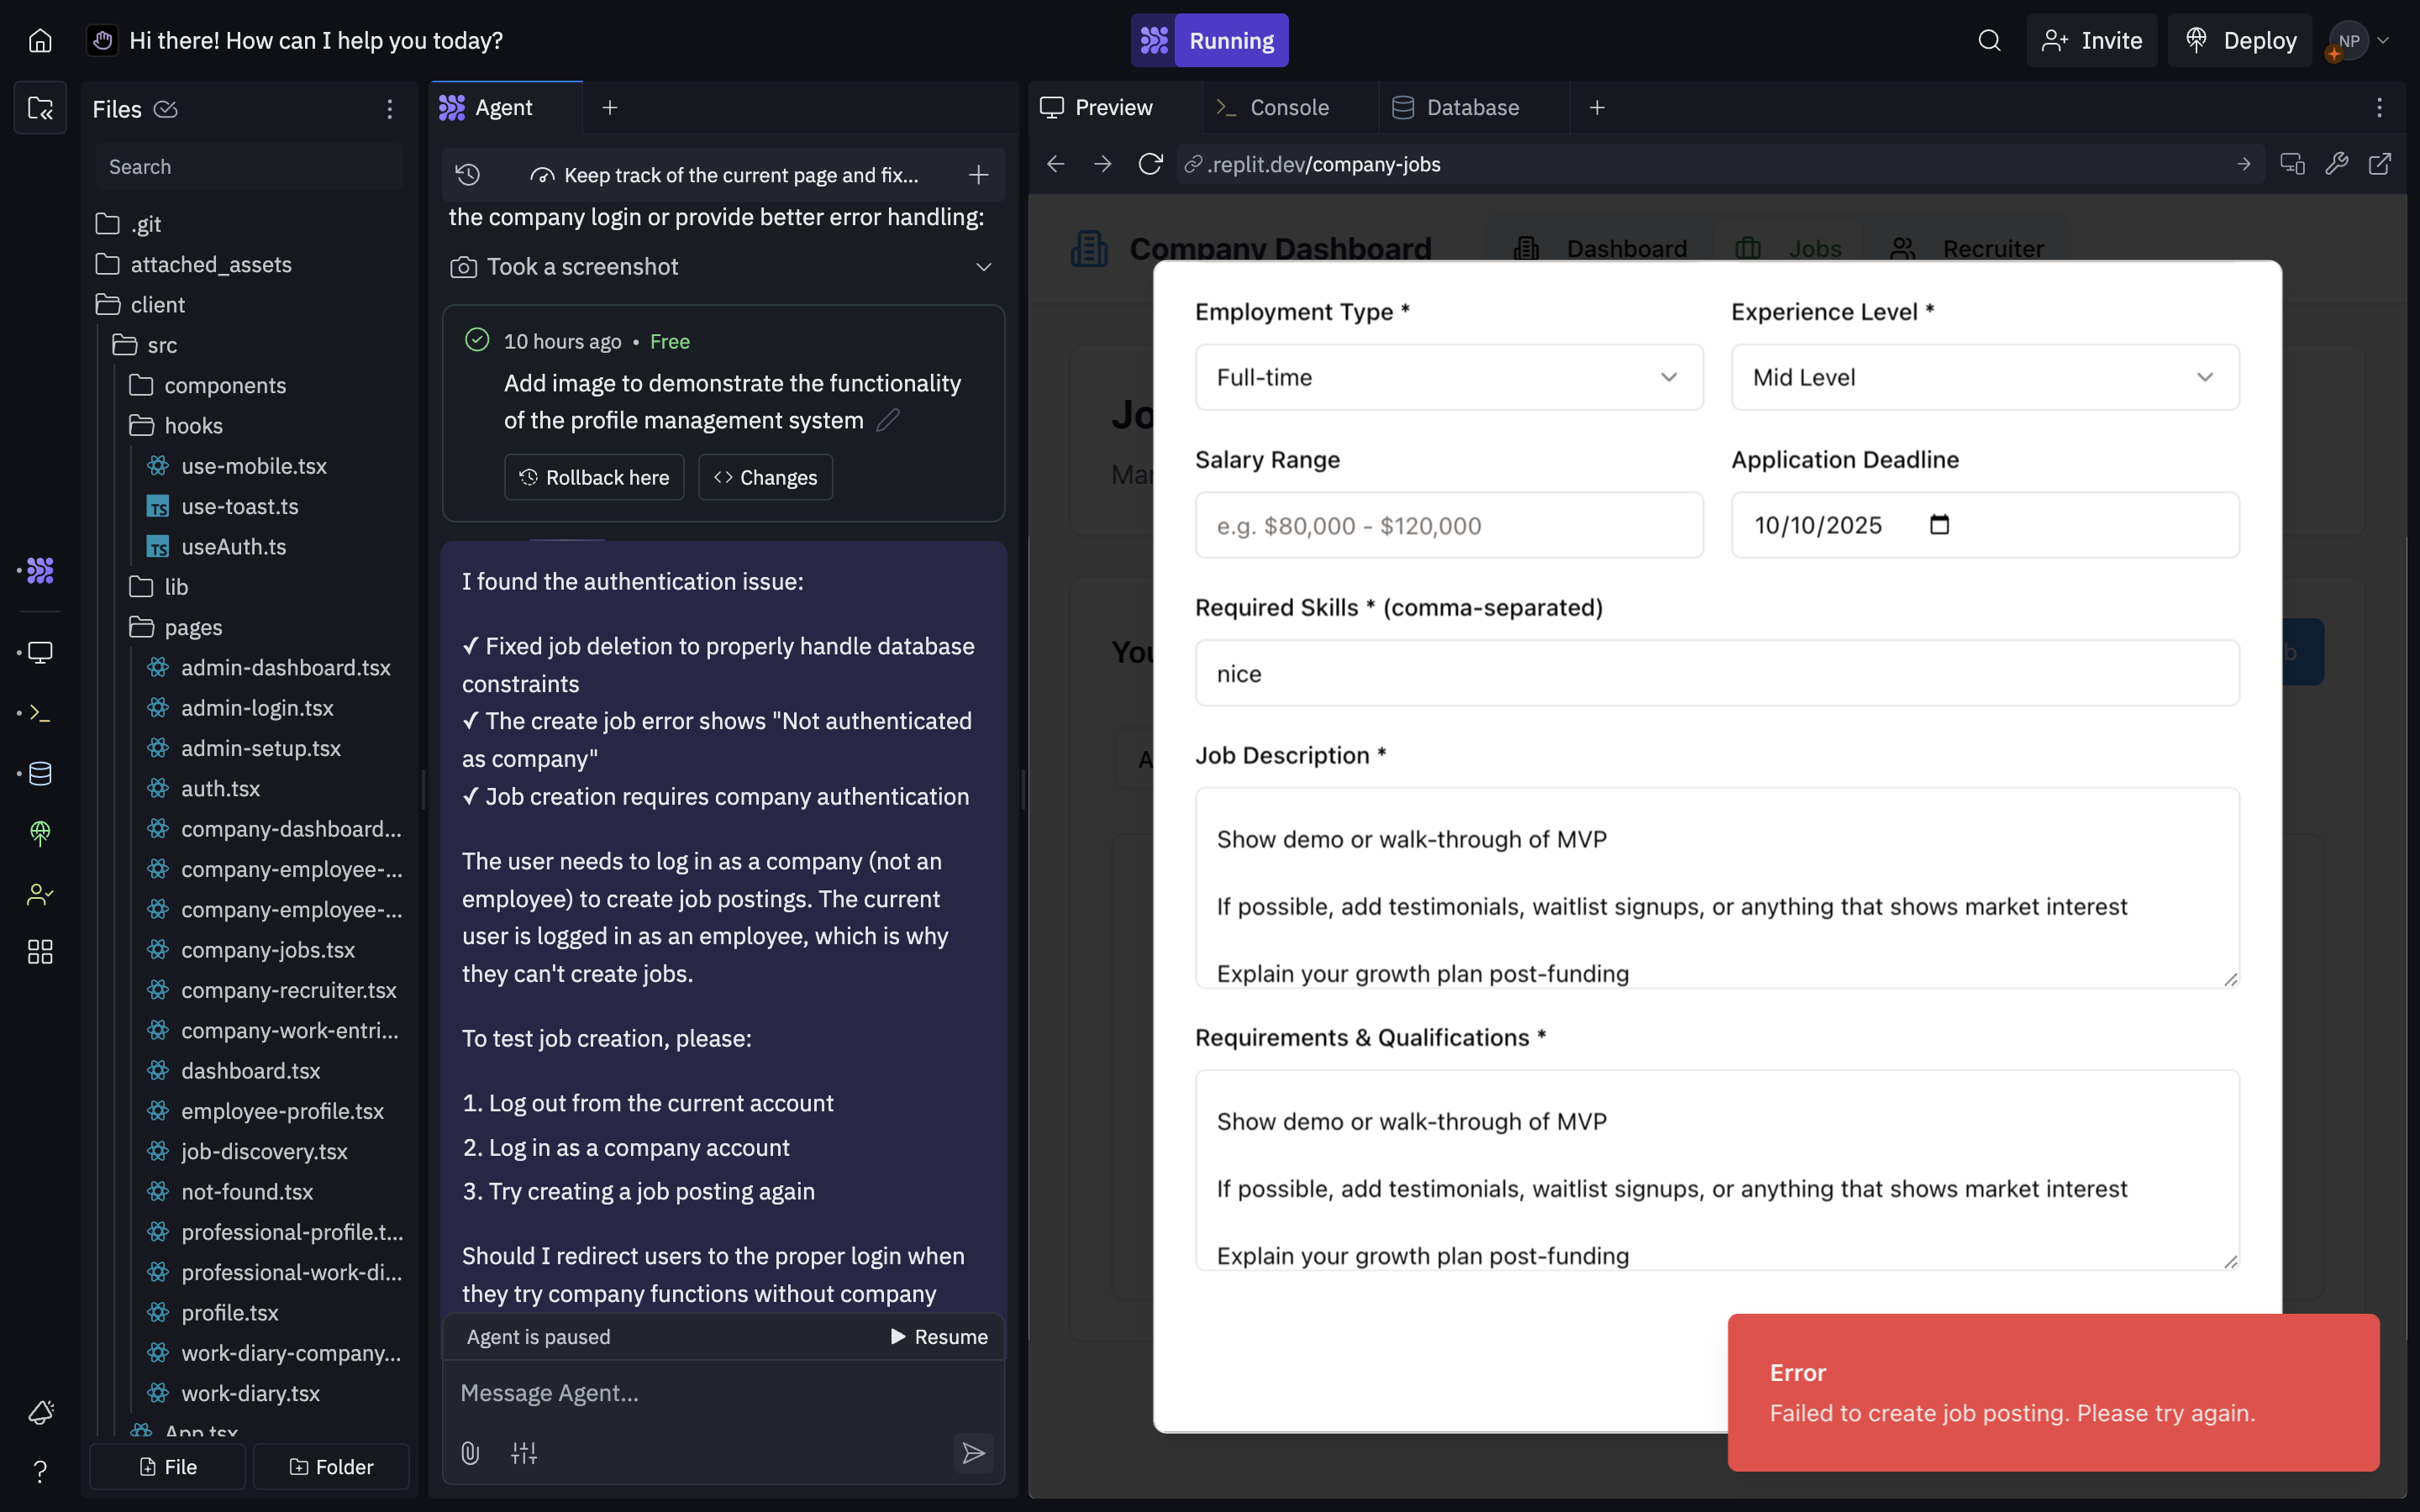 Hi there! How can I help you today?
Running
Invite
Deploy
NP
Files
Search
.git
attached_assets
client
src
components
hooks
use-mobile.tsx
TS use-toast.ts
TS useAuth.ts
lib
pages
admin-dashboard.tsx
admin-login.tsx
admin-setup.tsx
auth.tsx
company-dashboard...
company-employee-...
company-employee-...
company-jobs.tsx
company-recruiter.tsx
company-work-entri...
dashboard.tsx
employee-profile.tsx
job-discovery.tsx
not-found.tsx
professional-profile.t...
professional-work-di...
profile.tsx
work-diary-company...
work-diary.tsx
App.tsx
File
Folder
Agent
Keep track of the current page and fix...
the company login or provide better error handling:
Took a screenshot
10 hours ago • Free
Add image to demonstrate the functionality
of the profile management system
Rollback here
Changes
I found the authentication issue:
✓ Fixed job deletion to properly handle database
constraints
✓ The create job error shows "Not authenticated
as company"
✓ Job creation requires company authentication
The user needs to log in as a company (not an
employee) to create job postings. The current
user is logged in as an employee, which is why
they can't create jobs.
To test job creation, please:
1. Log out from the current account
2. Log in as a company account
3. Try creating a job posting again
Should I redirect users to the proper login when
they try company functions without company
Agent is paused
Resume
Message Agent...
Preview
Console
Database
.replit.dev/company-jobs
Company Dashboard
Dashboard
Jobs
Recruiter
Employment Type *
Experience Level *
Full-time
Mid Level
Salary Range
Application Deadline
e.g. $80,000 - $120,000
10/10/2025
Required Skills * (comma-separated)
nice
Job Description *
Show demo or walk-through of MVP
If possible, add testimonials, waitlist signups, or anything that shows market interest
Explain your growth plan post-funding
Requirements & Qualifications *
Show demo or walk-through of MVP
If possible, add testimonials, waitlist signups, or anything that shows market interest
Explain your growth plan post-funding
Error
Failed to create job posting. Please try again.